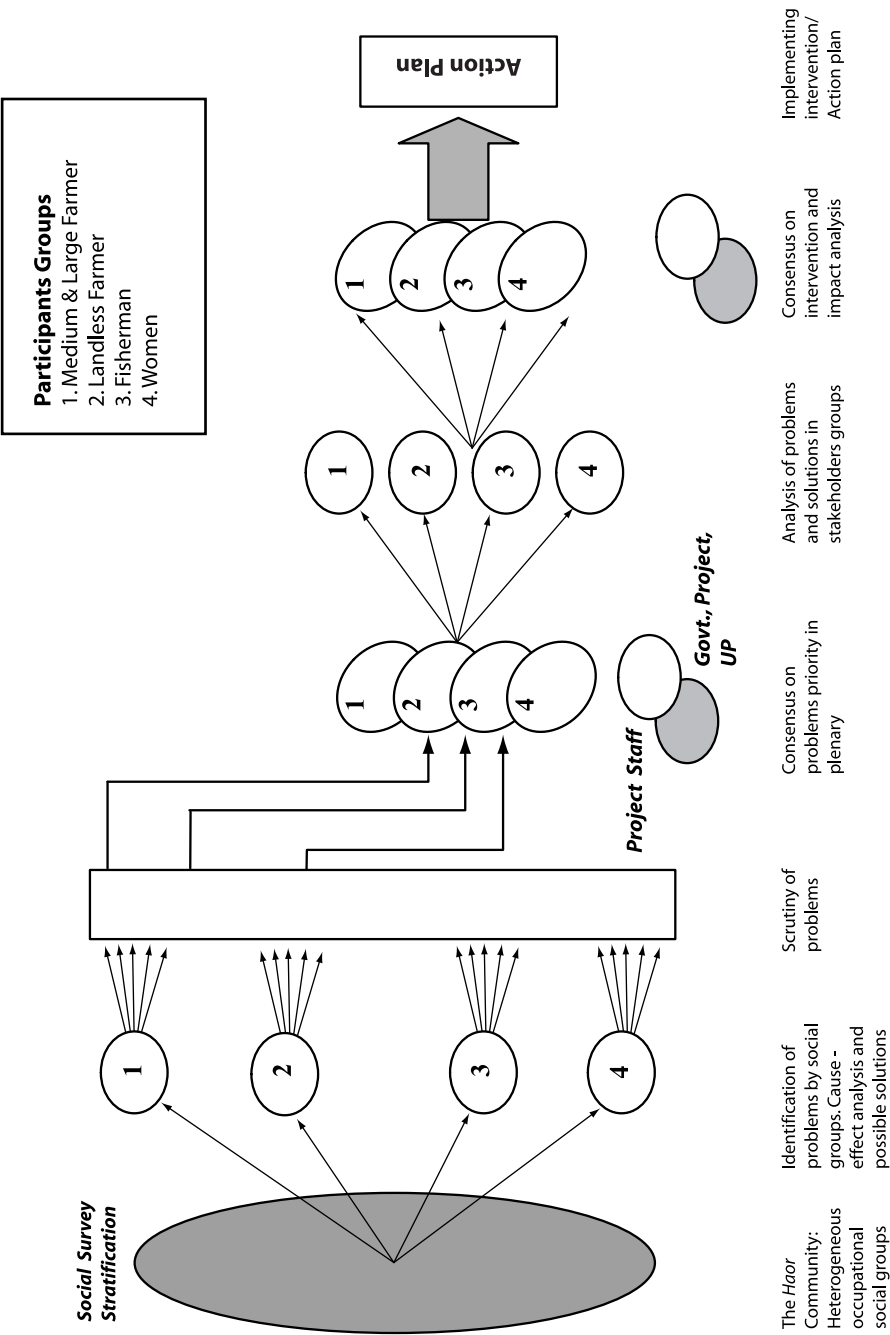 Participants Groups
1. Medium & Large Farmer
2. Landless Farmer
3. Fisherman
4. Women
Social Survey
Stratification
1
2
3
4
1
2
3
4
Project Staff
Govt., Project,
UP
1
2
3
4
1
2
3
4
Action Plan
The Haor
Community:
Heterogeneous
occupational
social groups
Identification of
problems by social
groups. Cause -
effect analysis and
possible solutions
Scrutiny of
problems
Consensus on
problems priority in
plenary
Analysis of problems
and solutions in
stakeholders groups
Consensus on
intervention and
impact analysis
Implementing
intervention/
Action plan